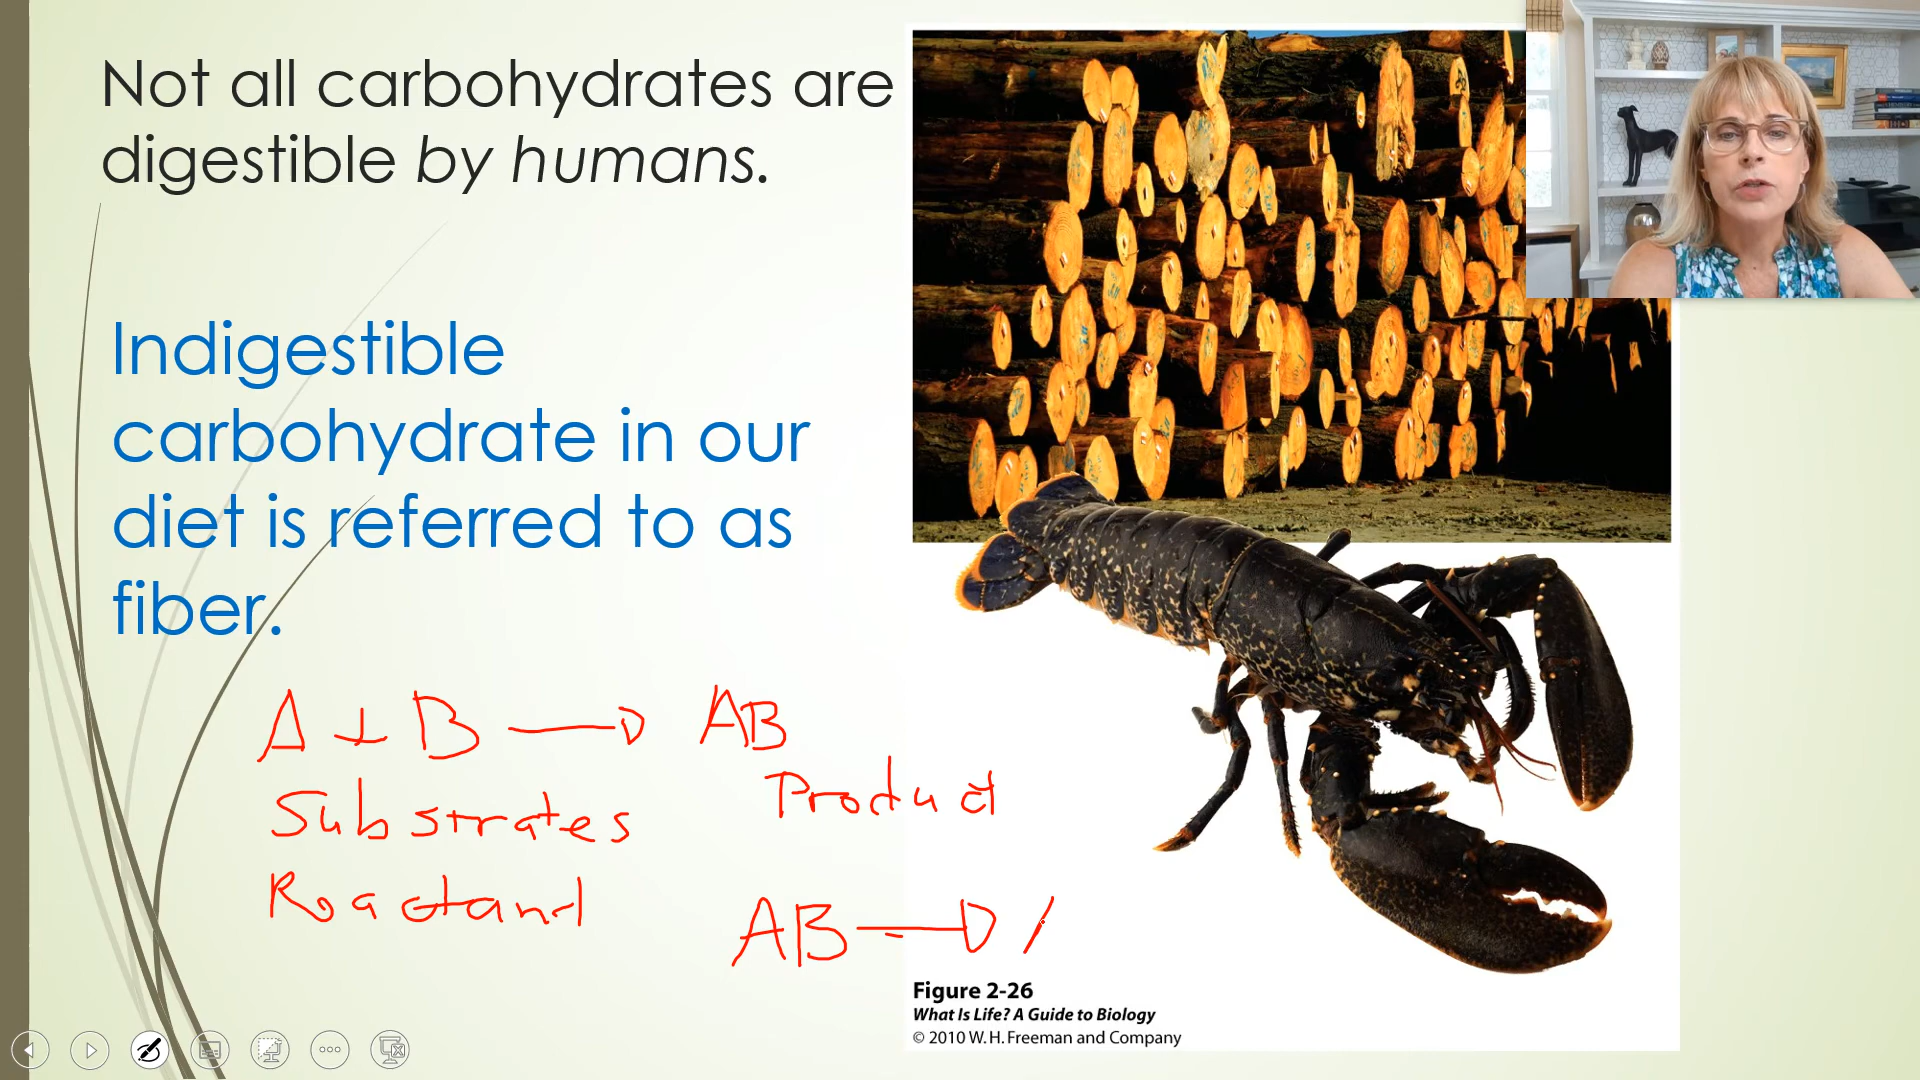 Not all carbohydrates are
digestible by humans.
Indigestible
carbohydrate in our
diet is referred to as
fiber.
A + B → AB
Substrates
Product
Reactand
AB → /
Figure 2-26
What Is Life? A Guide to Biology
© 2010 W. H. Freeman and Company